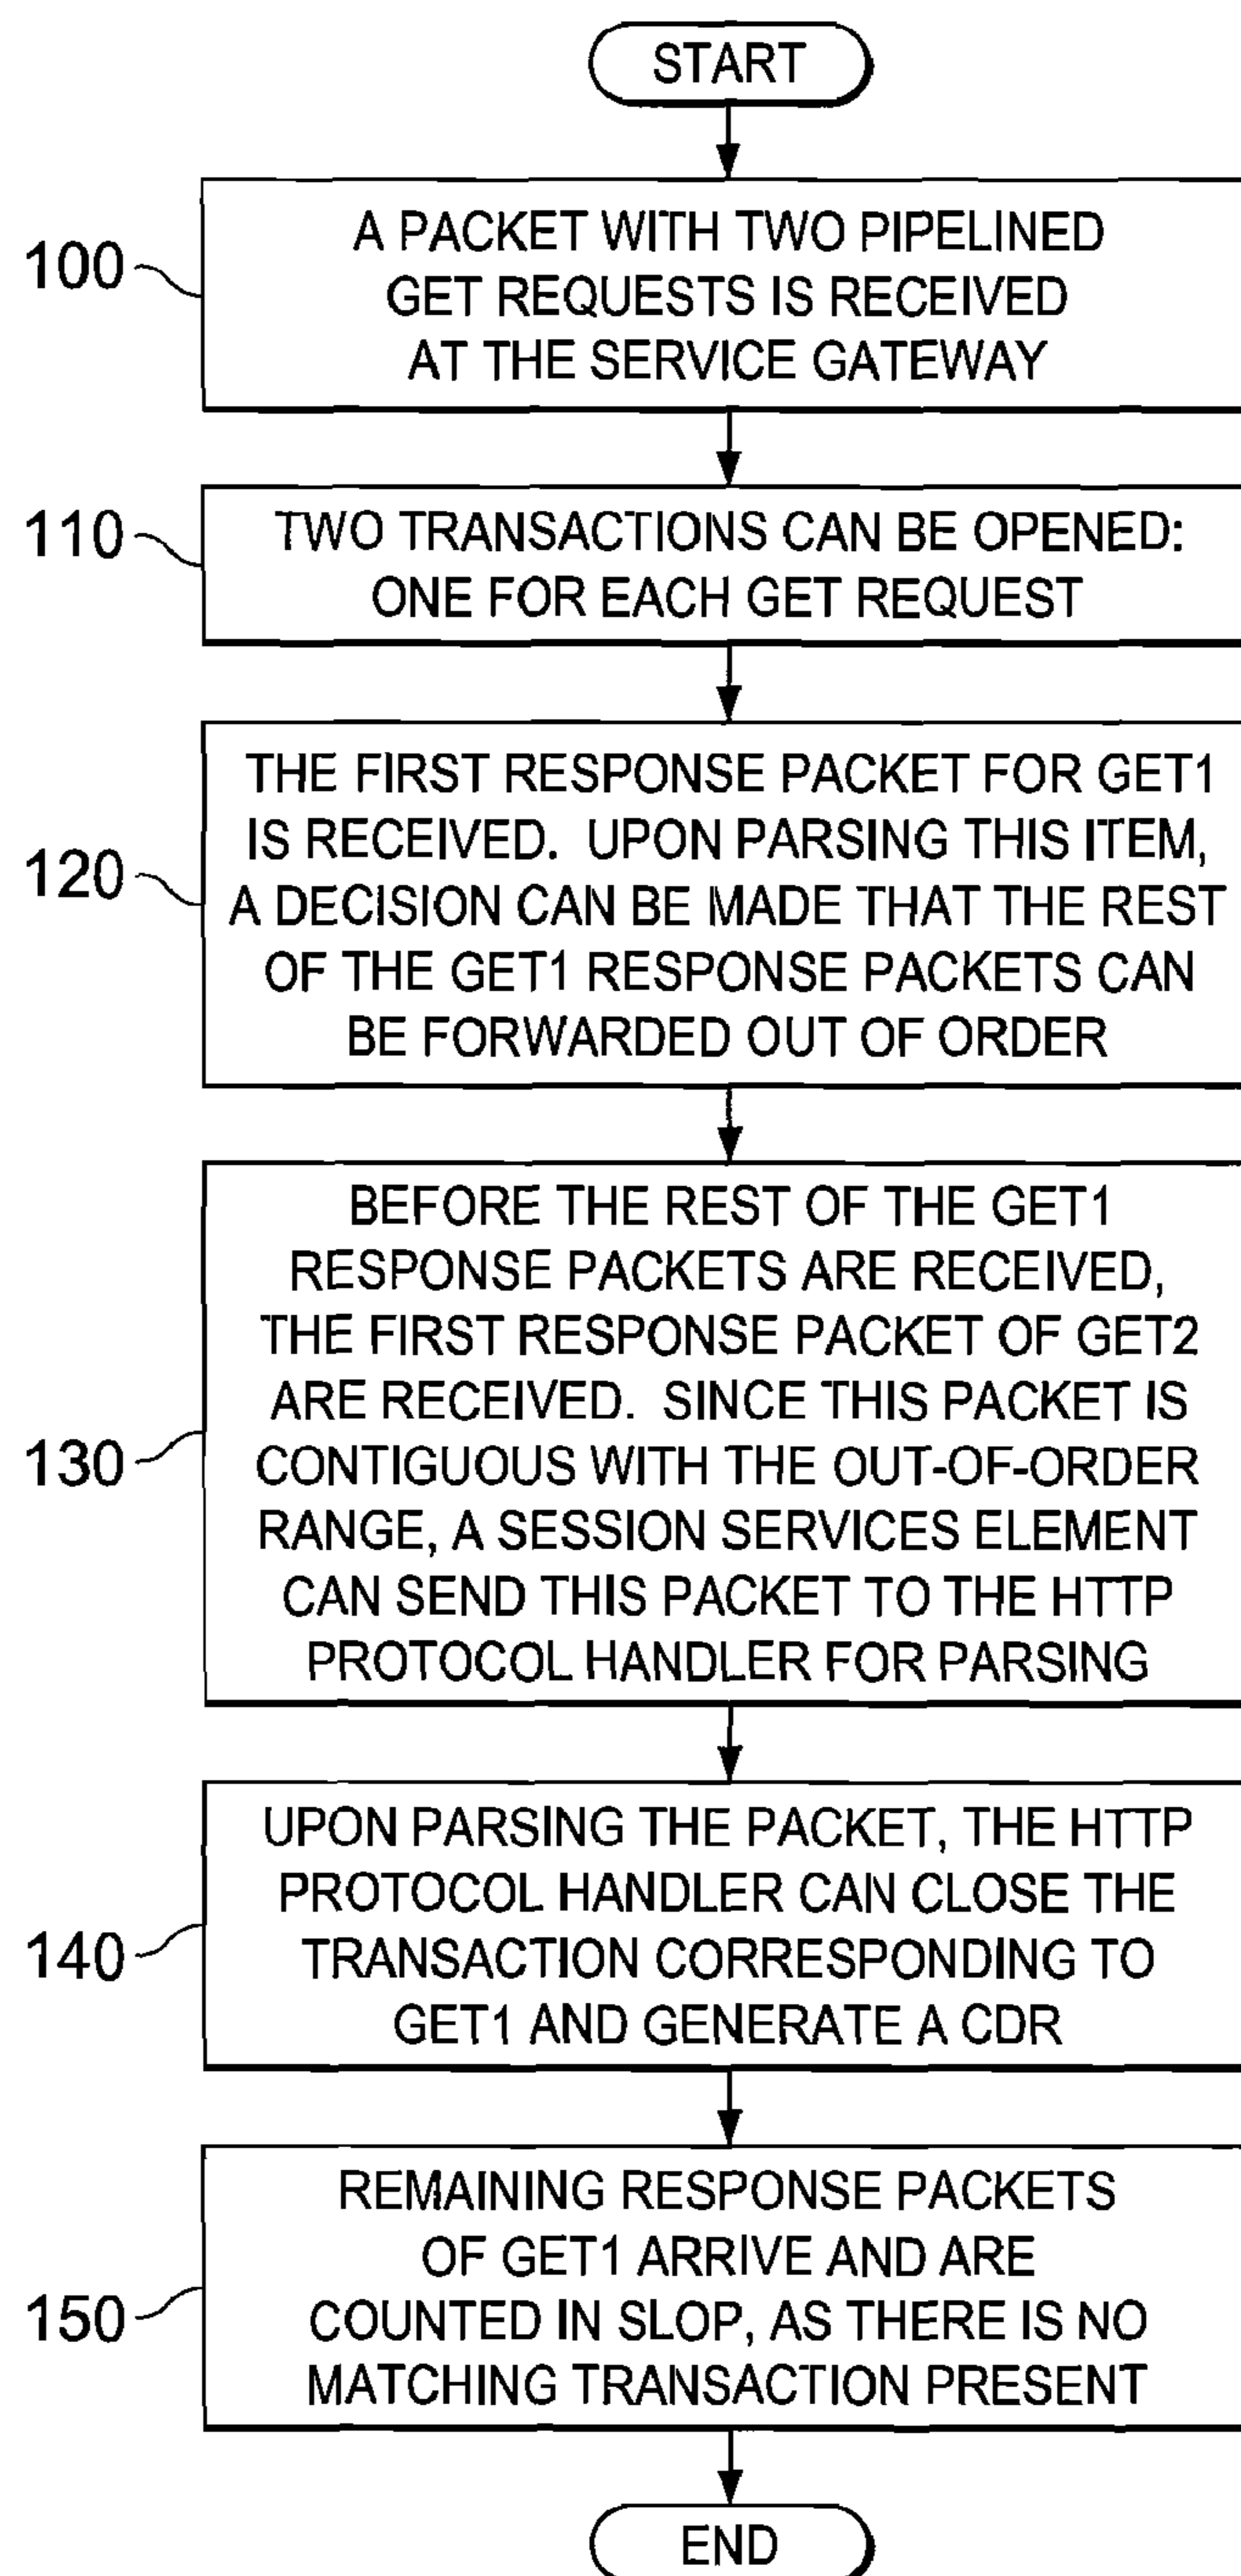 START
100
A PACKET WITH TWO PIPELINED
GET REQUESTS IS RECEIVED
AT THE SERVICE GATEWAY
110
TWO TRANSACTIONS CAN BE OPENED:
ONE FOR EACH GET REQUEST
120
THE FIRST RESPONSE PACKET FOR GET1
IS RECEIVED. UPON PARSING THIS ITEM,
A DECISION CAN BE MADE THAT THE REST
OF THE GET1 RESPONSE PACKETS CAN
BE FORWARDED OUT OF ORDER
130
BEFORE THE REST OF THE GET1
RESPONSE PACKETS ARE RECEIVED,
THE FIRST RESPONSE PACKET OF GET2
ARE RECEIVED. SINCE THIS PACKET IS
CONTIGUOUS WITH THE OUT-OF-ORDER
RANGE, A SESSION SERVICES ELEMENT
CAN SEND THIS PACKET TO THE HTTP
PROTOCOL HANDLER FOR PARSING
140
UPON PARSING THE PACKET, THE HTTP
PROTOCOL HANDLER CAN CLOSE THE
TRANSACTION CORRESPONDING TO
GET1 AND GENERATE A CDR
150
REMAINING RESPONSE PACKETS
OF GET1 ARRIVE AND ARE
COUNTED IN SLOP, AS THERE IS NO
MATCHING TRANSACTION PRESENT
END